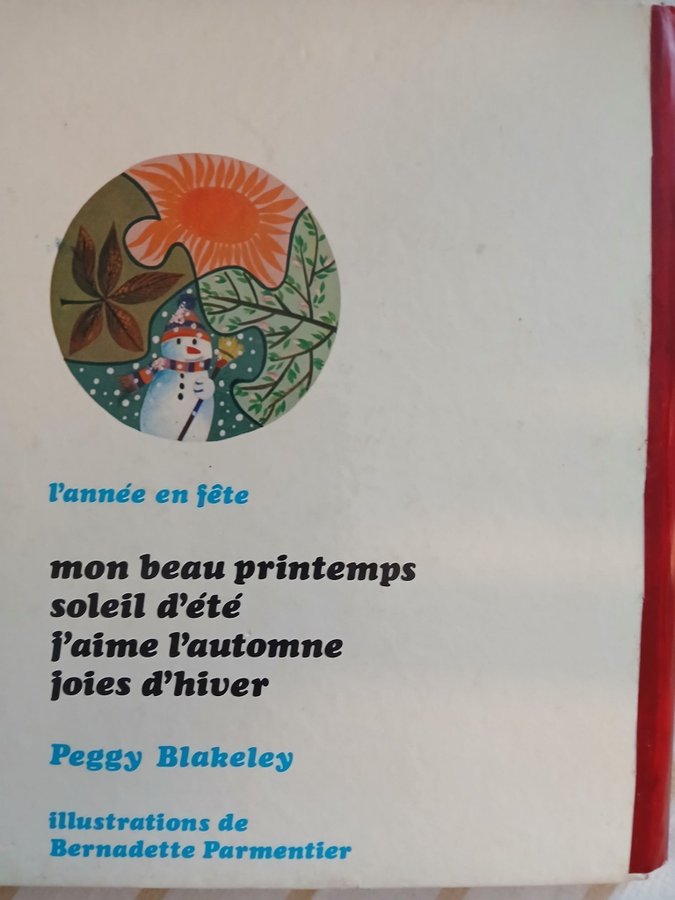 l'année en fête
mon beau printemps
soleil d'été
j'aime l'automne
joies d'hiver
Peggy Blakeley
illustrations de
Bernadette Parmentier